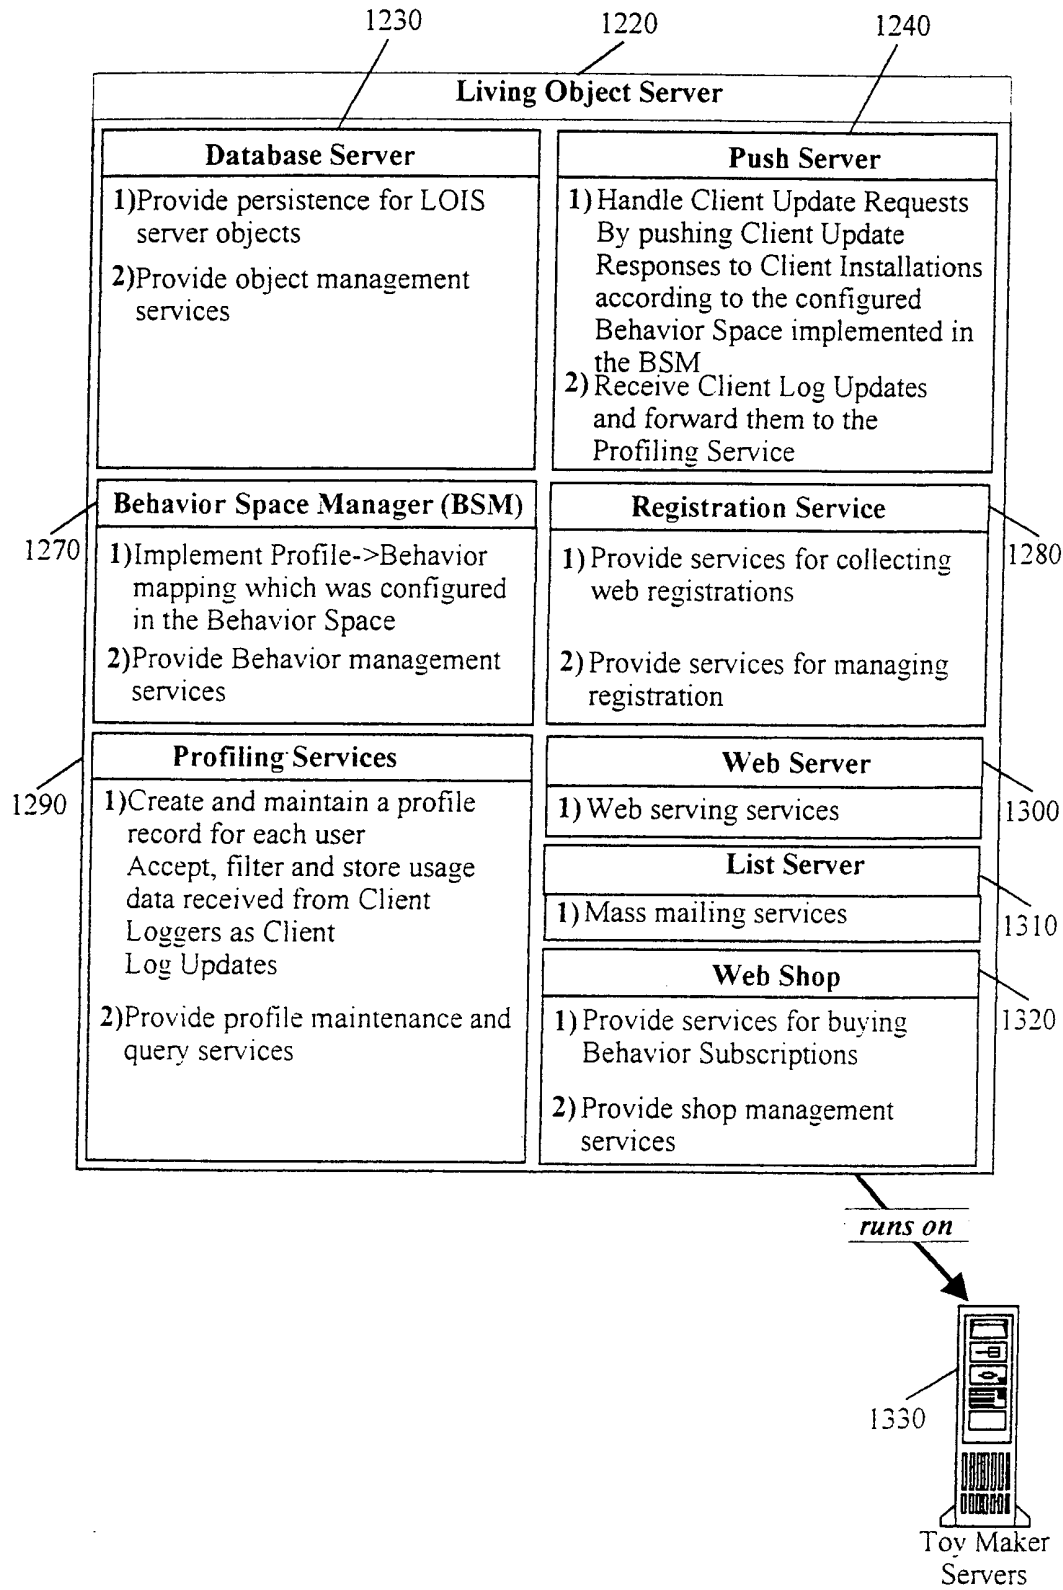 1230
1220
1240
Living Object Server
Database Server
1)Provide persistence for LOIS
server objects
2)Provide object management
services
Push Server
1) Handle Client Update Requests
By pushing Client Update
Responses to Client Installations
according to the configured
Behavior Space implemented in
the BSM
2) Receive Client Log Updates
and forward them to the
Profiling Service
1270
Behavior Space Manager (BSM)
1)Implement Profile->Behavior
mapping which was configured
in the Behavior Space
2)Provide Behavior management
services
Registration Service
1) Provide services for collecting
web registrations
2) Provide services for managing
registration
1280
1290
Profiling Services
1)Create and maintain a profile
record for each user
Accept, filter and store usage
data received from Client
Loggers as Client
Log Updates
2)Provide profile maintenance and
query services
Web Server
1) Web serving services
1300
List Server
1) Mass mailing services
1310
Web Shop
1) Provide services for buying
Behavior Subscriptions
2) Provide shop management
services
1320
runs on
1330
Toy Maker
Servers